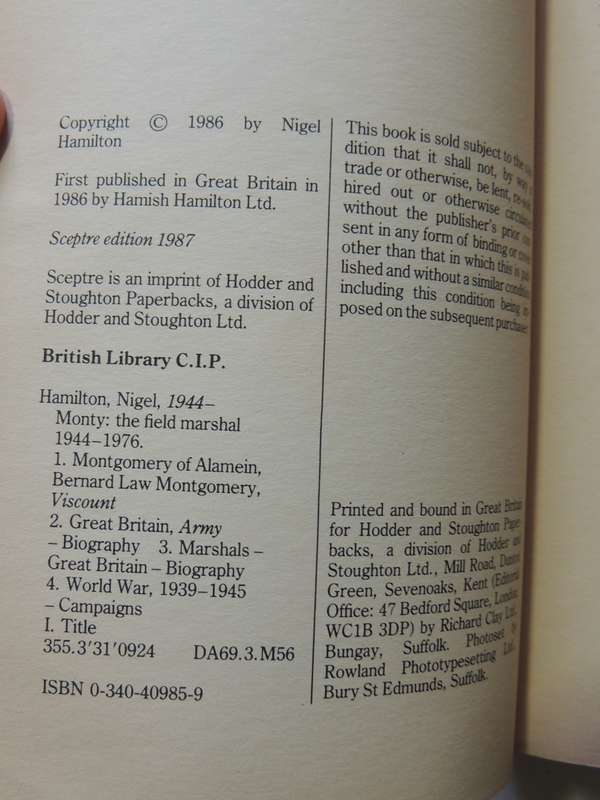 Copyright © 1986 by Nigel
Hamilton
First published in Great Britain in
1986 by Hamish Hamilton Ltd.
Sceptre edition 1987
Sceptre is an imprint of Hodder and
Stoughton Paperbacks, a division of
Hodder and Stoughton Ltd.
British Library C.I.P.
Hamilton, Nigel, 1944–
Monty: the field marshal
1944–1976.
1. Montgomery of Alamein,
Bernard Law Montgomery,
Viscount
2. Great Britain, Army
– Biography 3. Marshals –
Great Britain – Biography
4. World War, 1939–1945
– Campaigns
I. Title
355.3'31'0924 DA69.3.M56
ISBN 0-340-40985-9
This book is sold subject to the
dition that it shall not, by way
trade or otherwise, be lent,
hired out or otherwise
without the publisher's prior
sent in any form of binding or
other than that in which this is
lished and without a similar condition
including this condition being
posed on the subsequent purchaser
Printed and bound in Great Britain
for Hodder and Stoughton Paper-
backs, a division of Hodder and
Stoughton Ltd., Mill Road, Dunton
Green, Sevenoaks, Kent (Editorial
Office: 47 Bedford Square, London
WC1B 3DP) by Richard Clay Ltd.,
Bungay, Suffolk. Photoset by
Rowland Phototypesetting Ltd.,
Bury St Edmunds, Suffolk.